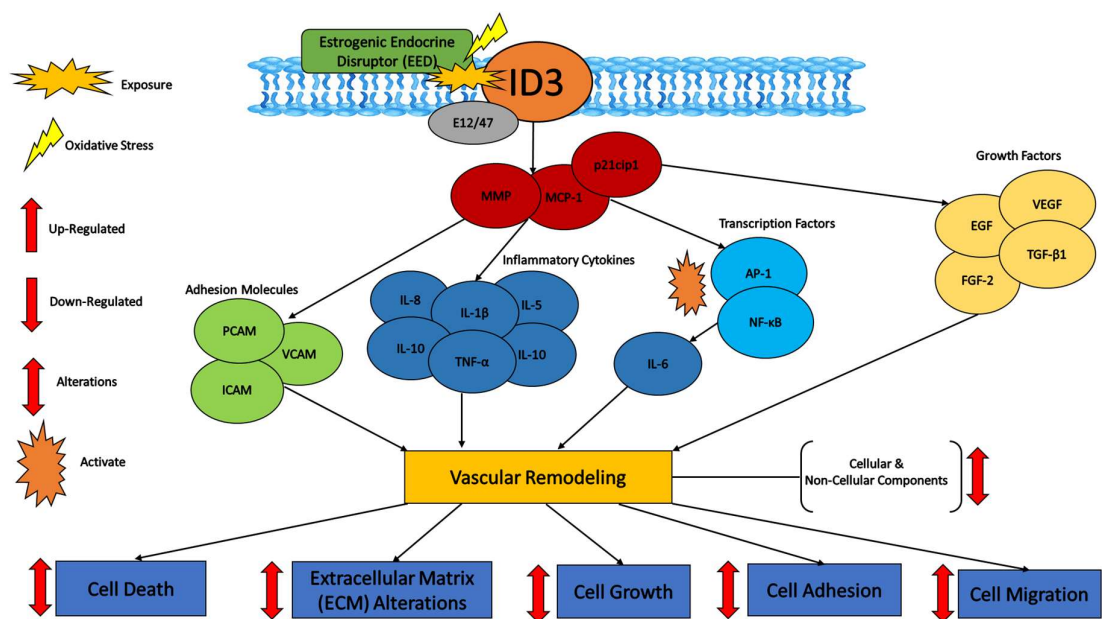 Estrogenic Endocrine
Disruptor (EED)
ID3
E12/47
Exposure
Oxidative Stress
Up-Regulated
Down-Regulated
Alterations
Activate
MMP
MCP-1
p21cip1
Growth Factors
EGF
VEGF
TGF-β1
FGF-2
Transcription Factors
AP-1
NF-κB
IL-6
Inflammatory Cytokines
IL-8
IL-1β
IL-5
IL-10
TNF-α
IL-10
Adhesion Molecules
PCAM
VCAM
ICAM
Vascular Remodeling
Cellular &
Non-Cellular Components
Cell Death
Extracellular Matrix
(ECM) Alterations
Cell Growth
Cell Adhesion
Cell Migration